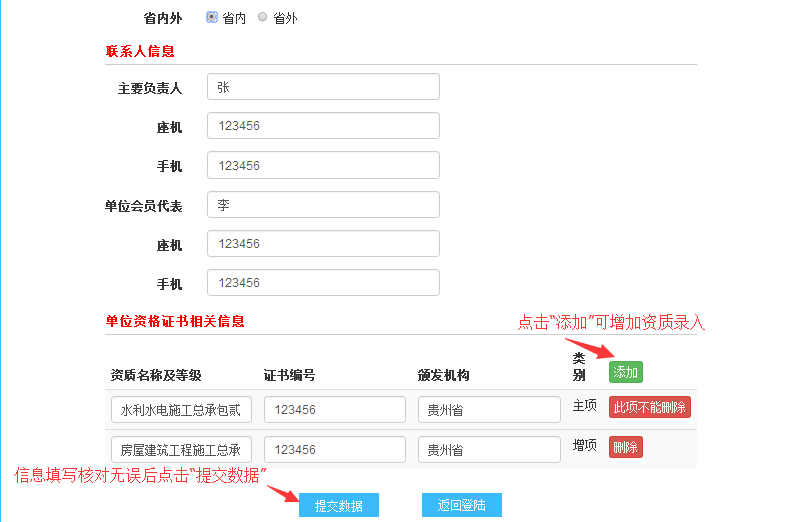 省内外 省内 省外
联系人信息
主要负责人 张
座机 123456
手机 123456
单位会员代表 李
座机 123456
手机 123456
单位资格证书相关信息
点击“添加”可增加资质录入
资质名称及等级 证书编号 颁发机构 类别 添加
水利水电施工总承包贰 123456 贵州省 主项 此项不能删除
房屋建筑工程施工总承 123456 贵州省 增项 删除
信息填写核对无误后点击“提交数据”
提交数据 返回登陆